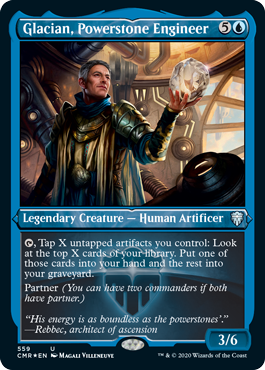 Glacian, Powerstone Engineer 5
Legendary Creature — Human Artificer
, Tap X untapped artifacts you control: Look
at the top X cards of your library. Put one of
those cards into your hand and the rest into
your graveyard.
Partner (You can have two commanders if both
have partner.)
“His energy is as boundless as the powerstones’.”
—Rebbec, architect of ascension
3/6
559 U
CMR EN Magali Villeneuve ™ & © 2020 Wizards of the Coast